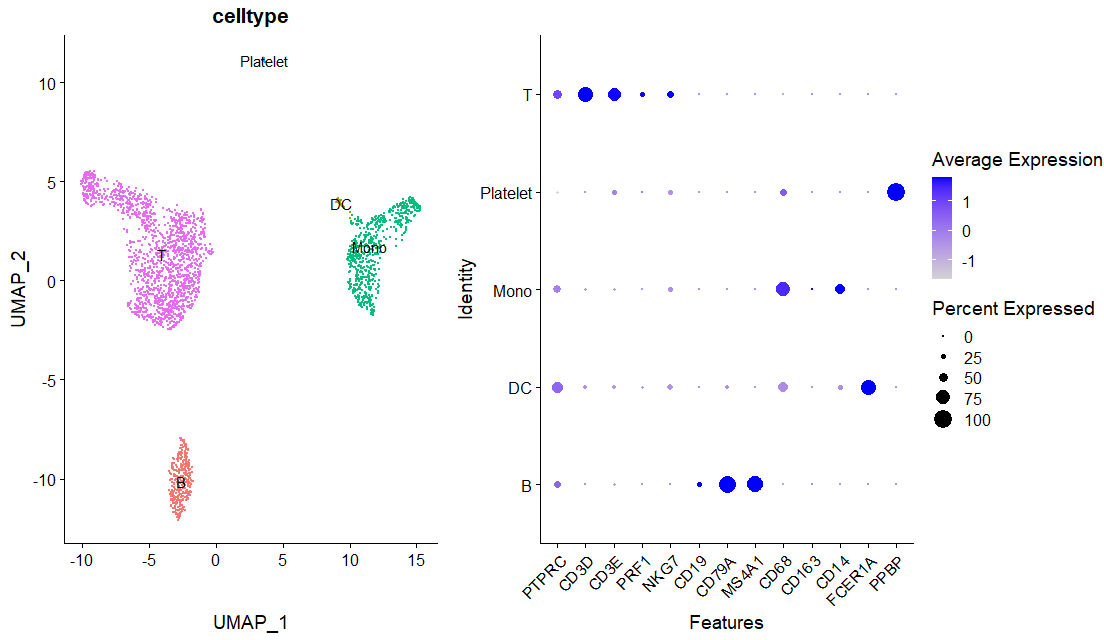 celltype
UMAP_2
10
5
0
-5
-10
Platelet
DC
Mono
T
B
-10
-5
0
5
10
15
UMAP_1
Identity
T
Platelet
Mono
DC
B
PTPRC
CD3D
CD3E
PRF1
NKG7
CD19
CD79A
MS4A1
CD68
CD163
CD14
FCER1A
PPBP
Features
Average Expression
1
0
-1
Percent Expressed
0
25
50
75
100